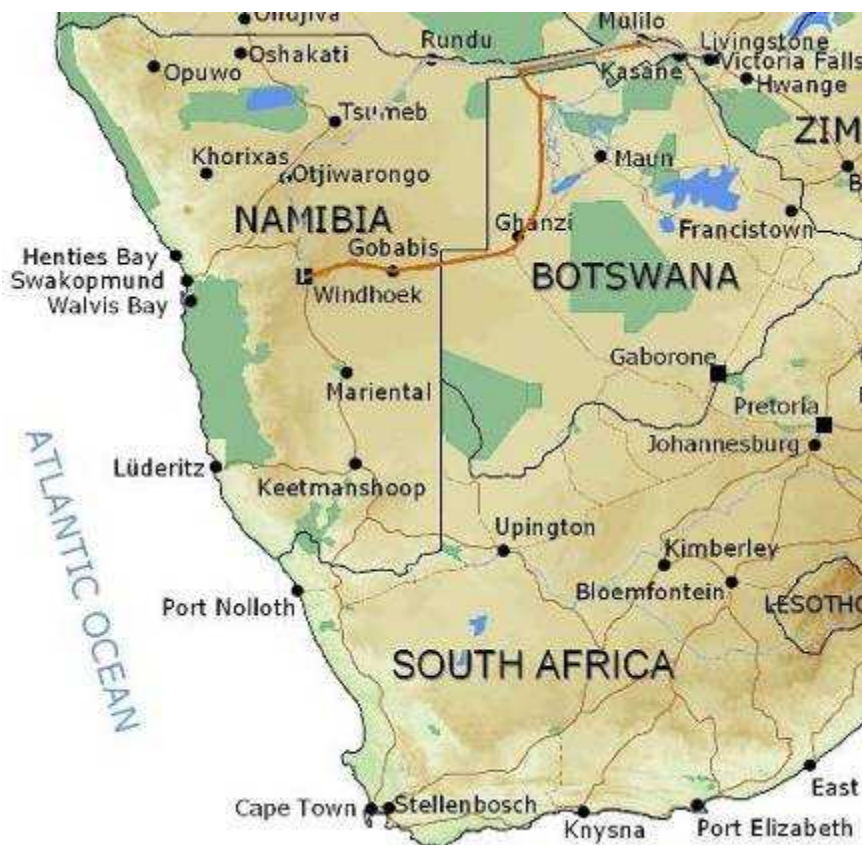 Ondjiva
Mulilo
Oshakati
Rundu
Livingstone
Opuwo
Kasane
Victoria Falls
Hwange
Tsumeb
ZIM
Khorixas
Maun
Otjiwarongo
NAMIBIA
Ghanzi
Francistown
Henties Bay
Gobabis
Swakopmund
BOTSWANA
Windhoek
Walvis Bay
Gaborone
Mariental
Pretoria
Johannesburg
ATLANTIC OCEAN
Lüderitz
Keetmanshoop
Upington
Kimberley
Bloemfontein
Port Nolloth
LESOTHO
SOUTH AFRICA
East
Cape Town
Stellenbosch
Knysna
Port Elizabeth